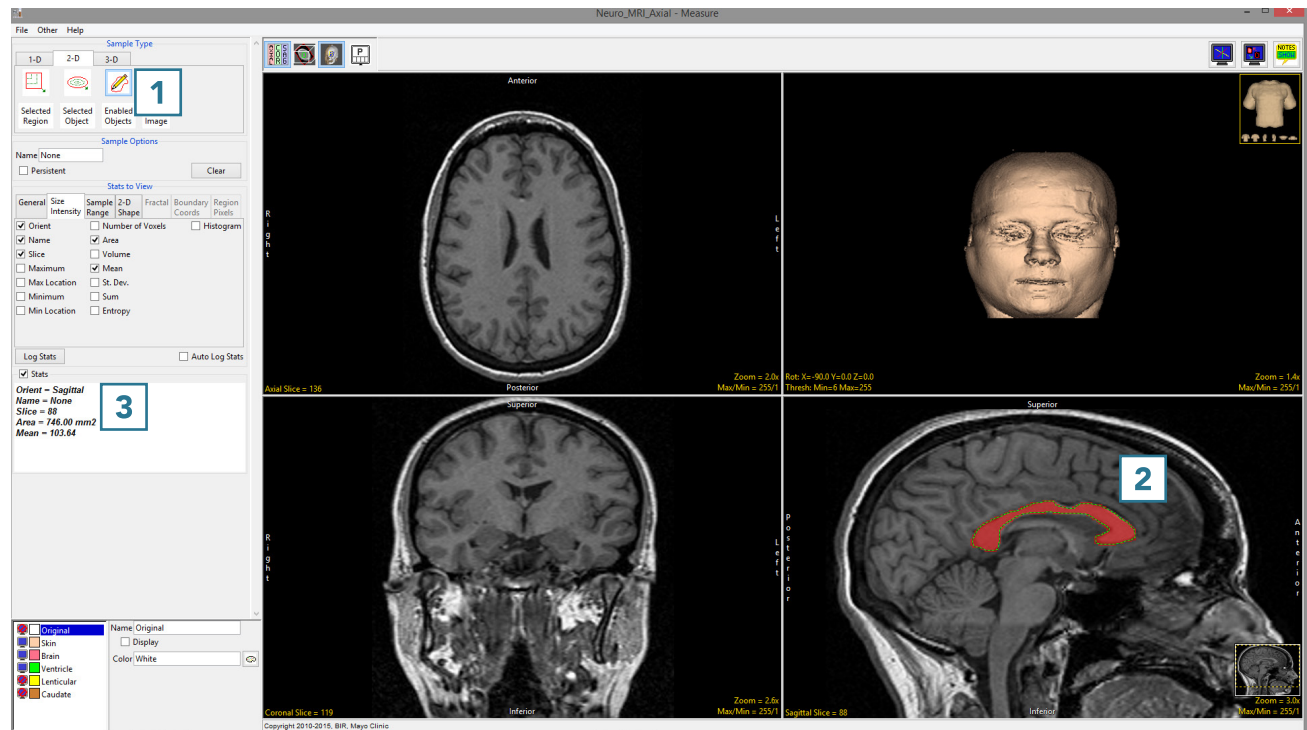 Neuro_MRI_Axial - Measure
File Other Help
Sample Type
1-D 2-D 3-D
1
Selected Region
Selected Object
Enabled Objects
Image
Sample Options
Name None
Persistent
Clear
Stats to View
General
Size Intensity
Sample Range
2-D Shape
Fractal
Boundary Coords
Region Pixels
Orient Number of Voxels Histogram
Name Area
Slice Volume
Maximum Mean
Max Location St. Dev.
Minimum Sum
Min Location Entropy
Log Stats Auto Log Stats
Stats
Orient = Sagittal
Name = None
Slice = 88
Area = 746.00 mm2
Mean = 103.64
3
Original
Skin
Brain
Ventricle
Lenticular
Caudate
Name Original
Display
Color White
AXIAL
COR
SAG
P
NOTES
SHOW
Anterior
Right
Left
Posterior
Axial Slice = 136
Zoom = 2.0x
Max/Min = 255/1
Rot: X=-90.0 Y=0.0 Z=0.0
Thresh: Min=6 Max=255
Zoom = 1.4x
Max/Min = 255/1
Superior
Right
Left
Inferior
Coronal Slice = 119
Zoom = 2.6x
Max/Min = 255/1
Superior
2
Posterior
Anterior
Inferior
Sagittal Slice = 88
Zoom = 3.0x
Max/Min = 255/1
Copyright 2010-2015, BIR, Mayo Clinic